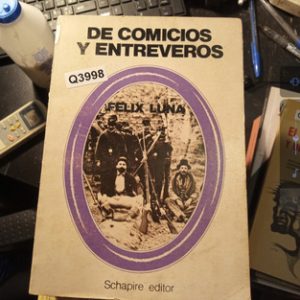 DE COMICIOS
Y ENTREVEROS
Q3998
FELIX LUNA
Schapire editor